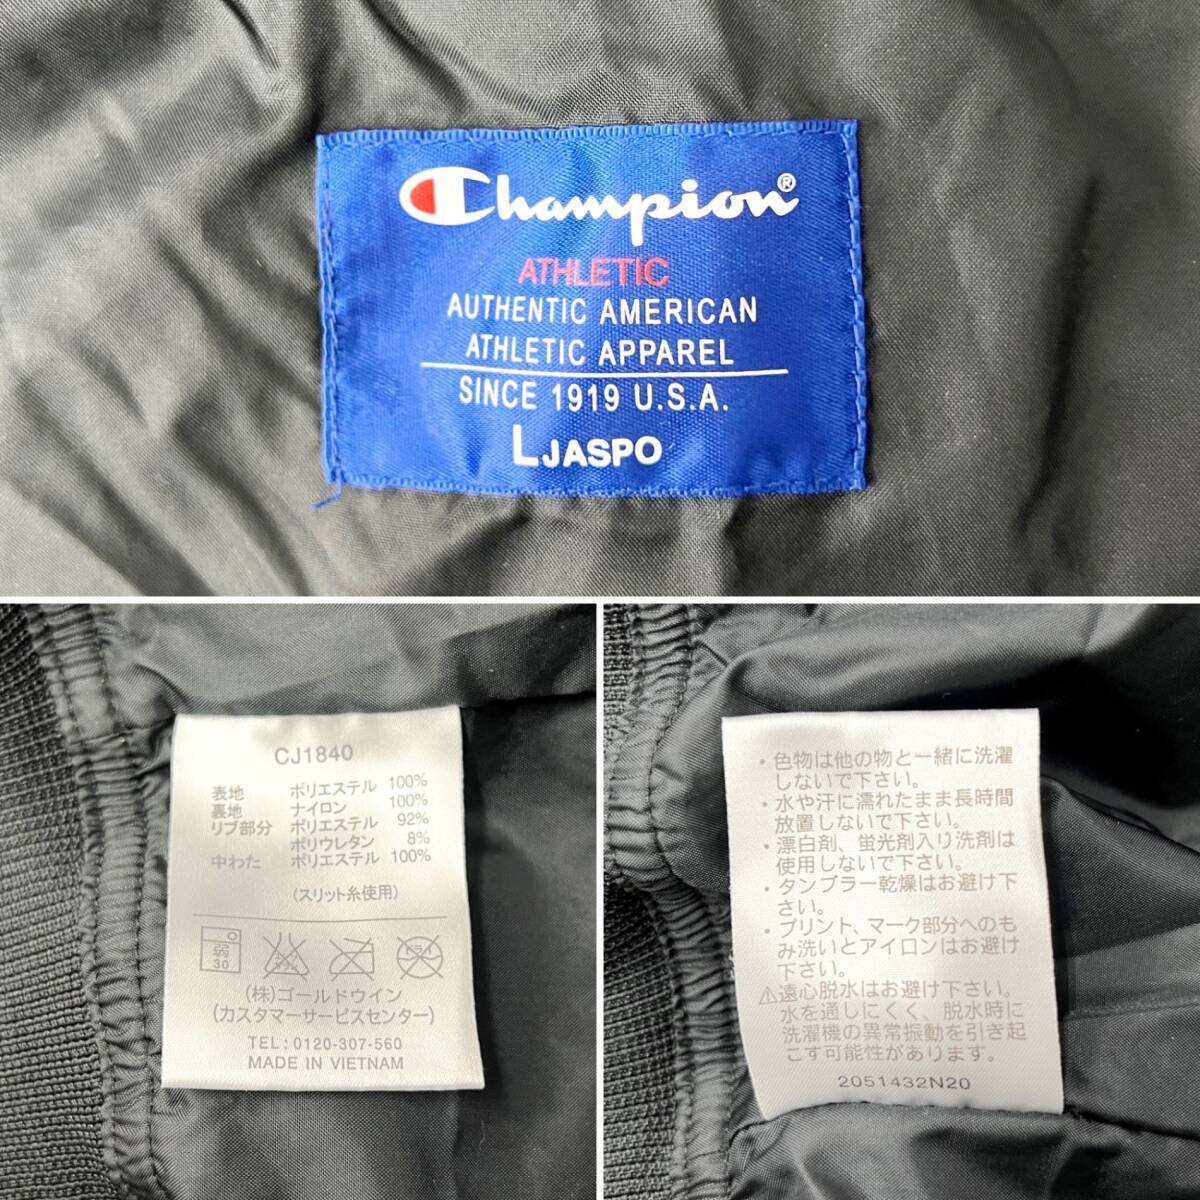 Champion®
ATHLETIC
AUTHENTIC AMERICAN
ATHLETIC APPAREL
SINCE 1919 U.S.A.
L JASPO
CJ1840
表地 ポリエステル 100%
裏地 ナイロン 100%
リブ部分 ポリエステル 92%
ポリウレタン 8%
中わた ポリエステル 100%
(スリット糸使用)
弱
30
エンソ
ドライ
(株)ゴールドウイン
(カスタマーサービスセンター)
TEL:0120-307-560
MADE IN VIETNAM
・色物は他の物と一緒に洗濯
しないで下さい。
・水や汗に濡れたまま長時間
放置しないで下さい。
・漂白剤、蛍光剤入り洗剤は
使用しないで下さい。
・タンブラー乾燥はお避け下
さい。
・プリント、マーク部分へのも
み洗いとアイロンはお避け
下さい。
⚠遠心脱水はお避け下さい。
水を通しにくく、脱水時に
洗濯機の異常振動を引き起
こす可能性があります。
2051432N20